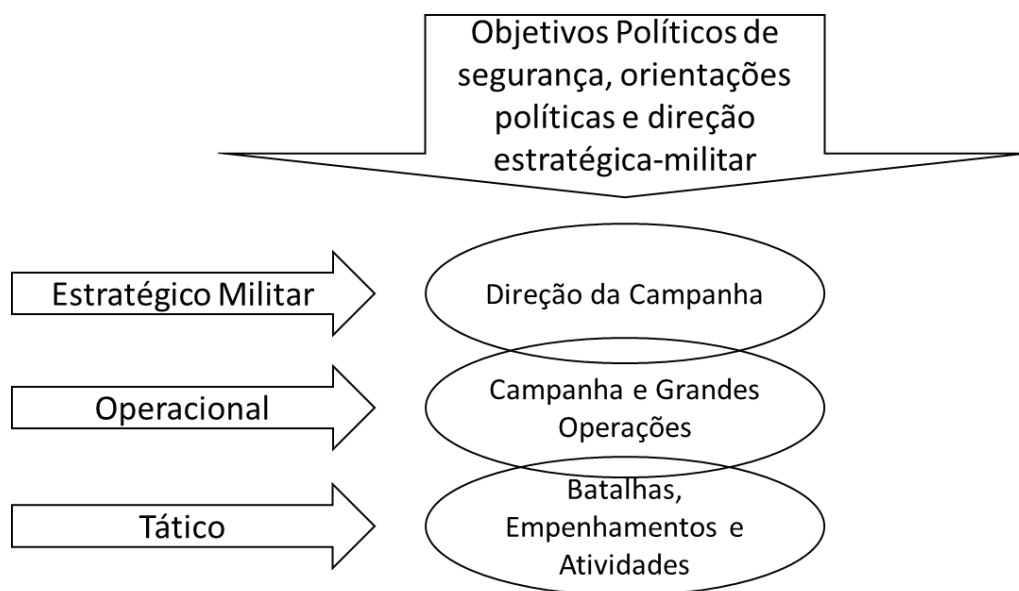 Objetivos Políticos de
segurança, orientações
políticas e direção
estratégica-militar
Estratégico Militar
Direção da Campanha
Operacional
Campanha e Grandes
Operações
Tático
Batalhas,
Empenhamentos e
Atividades